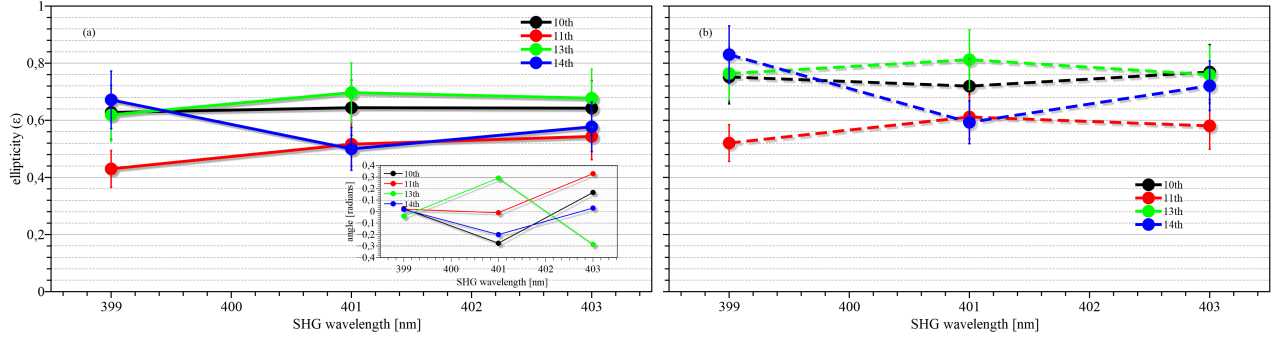 (a)
10th
11th
13th
14th
1
0,8
0,6
0,4
0,2
0
ellipticity (ε)
399
400
401
402
403
SHG wavelength [nm]
10th
11th
13th
14th
0,4
0,3
0,2
0,1
0
0,1
0,2
0,3
0,4
angle [radians]
399
400
401
402
403
SHG wavelength [nm]
(b)
10th
11th
13th
14th
399
400
401
402
403
SHG wavelength [nm]